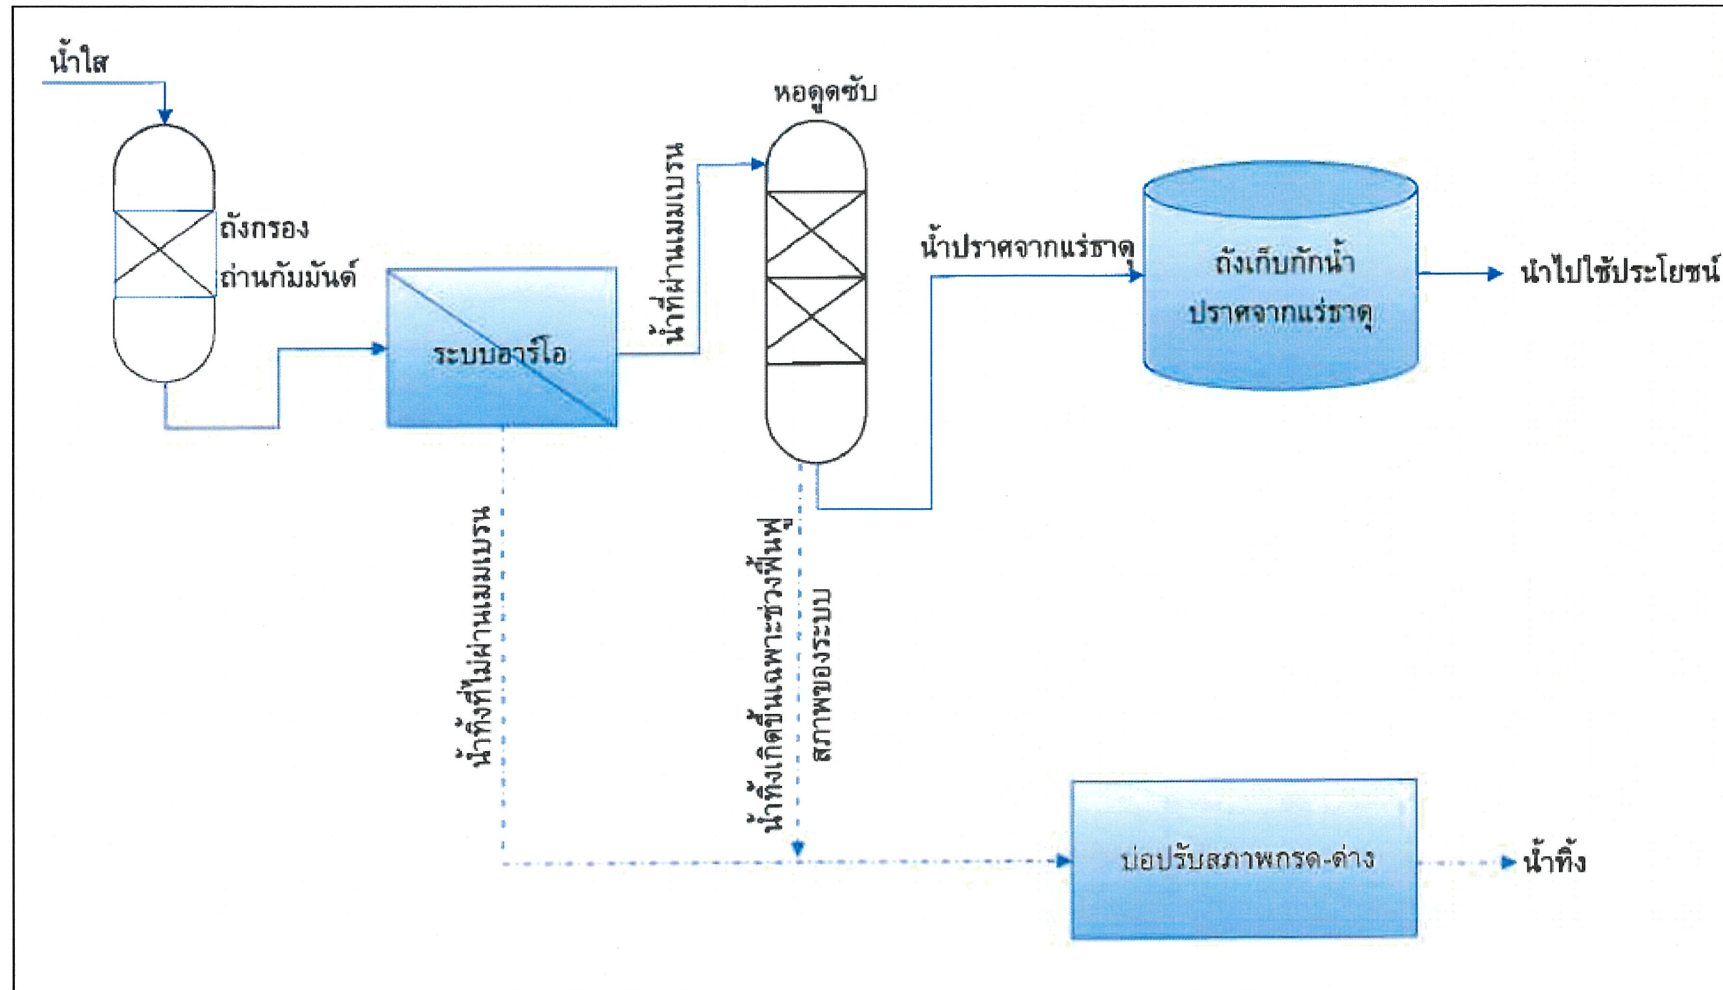 น้ำใส
หอดูดซับ
ถังกรอง
ถ่านกัมมันต์
ระบบอาร์โอ
น้ำที่ผ่านเมมเบรน
น้ำปราศจากแร่ธาตุ
ถังเก็บกักน้ำ
ปราศจากแร่ธาตุ
นำไปใช้ประโยชน์
น้ำทิ้งที่ไม่ผ่านเมมเบรน
น้ำทิ้งเกิดขึ้นเฉพาะช่วงฟื้นฟู
สภาพของระบบ
บ่อปรับสภาพกรด-ด่าง
น้ำทิ้ง